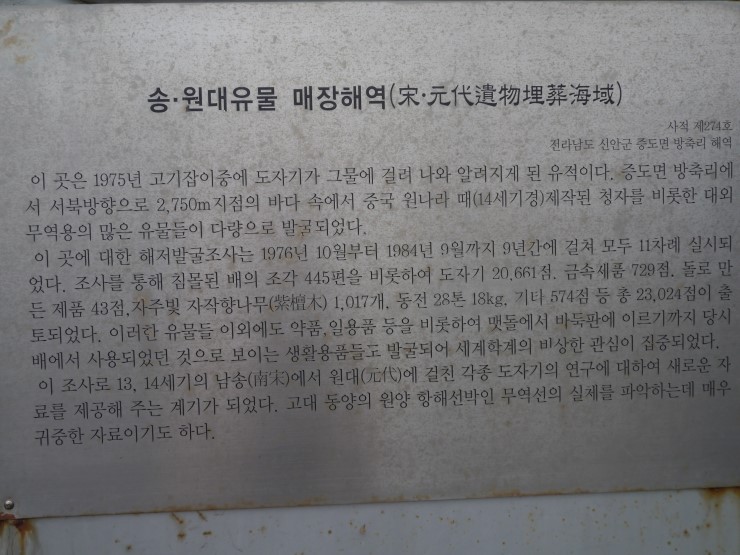 송·원대유물 매장해역(宋·元代遺物埋葬海域)
사적 제274호
전라남도 신안군 증도면 방축리 해역
이 곳은 1975년 고기잡이중에 도자기가 그물에 걸려 나와 알려지게 된 유적이다. 증도면 방축리에
서 서북방향으로 2,750m지점의 바다 속에서 중국 원나라 때(14세기경)제작된 청자를 비롯한 대외
무역용의 많은 유물들이 다량으로 발굴되었다.
이 곳에 대한 해저발굴조사는 1976년 10월부터 1984년 9월까지 9년간에 걸쳐 모두 11차례 실시되
었다. 조사를 통해 침몰된 배의 조각 445편을 비롯하여 도자기 20,661점, 금속제품 729점, 돌로 만
든 제품 43점,자주빛 자작향나무(紫檀木) 1,017개, 동전 28톤 18kg, 기타 574점 등 총 23,024점이 출
토되었다. 이러한 유물들 이외에도 약품,일용품 등을 비롯하여 맷돌에서 바둑판에 이르기까지 당시
배에서 사용되었던 것으로 보이는 생활용품들도 발굴되어 세계학계의 비상한 관심이 집중되었다.
이 조사로 13, 14세기의 남송(南宋)에서 원대(元代)에 걸친 각종 도자기의 연구에 대하여 새로운 자
료를 제공해 주는 계기가 되었다. 고대 동양의 원양 항해선박인 무역선의 실체를 파악하는데 매우
귀중한 자료이기도 하다.